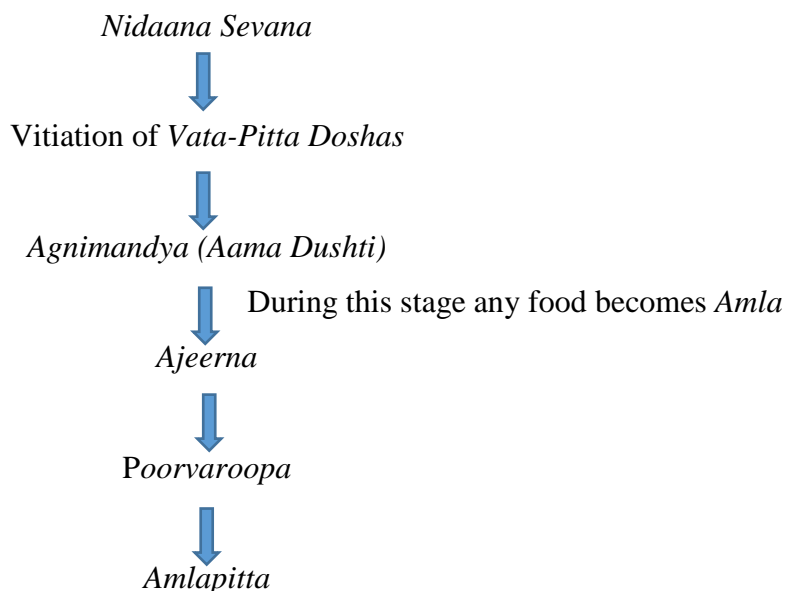 Nidaana Sevana
Vitiation of Vata-Pitta Doshas
Agnimandya (Aama Dushti)
During this stage any food becomes Amla
Ajeerna
Poorvaroopa
Amlapitta